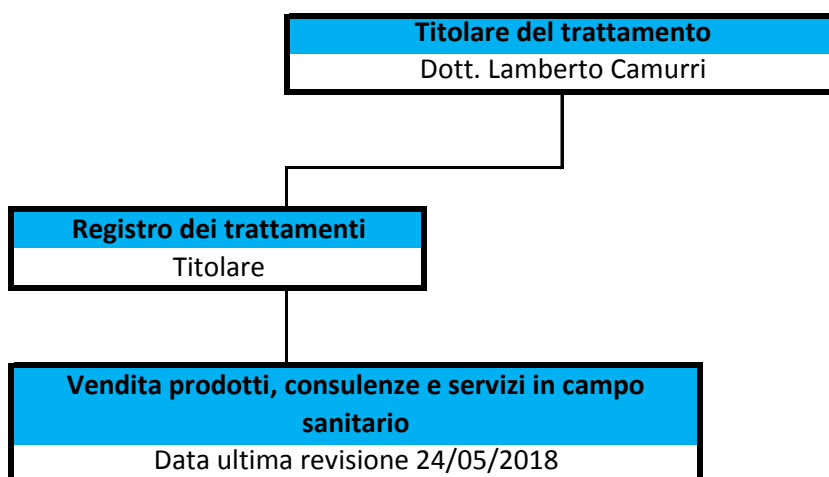 Titolare del trattamento
Dott. Lamberto Camurri
Registro dei trattamenti
Titolare
Vendita prodotti, consulenze e servizi in campo
sanitario
Data ultima revisione 24/05/2018